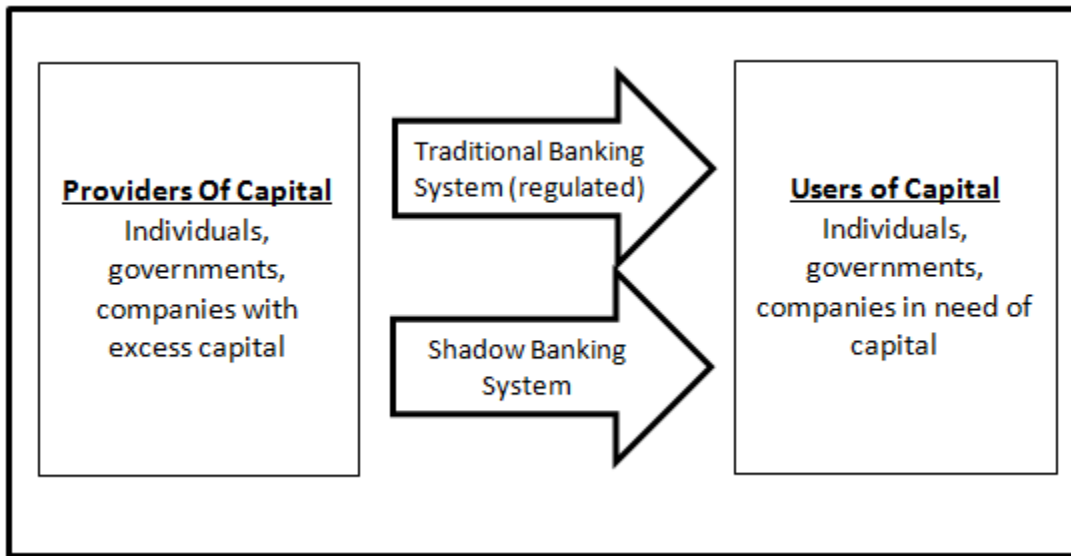 Providers Of Capital
Individuals,
governments,
companies with
excess capital
Traditional Banking
System (regulated)
Shadow Banking
System
Users of Capital
Individuals,
governments,
companies in need of
capital